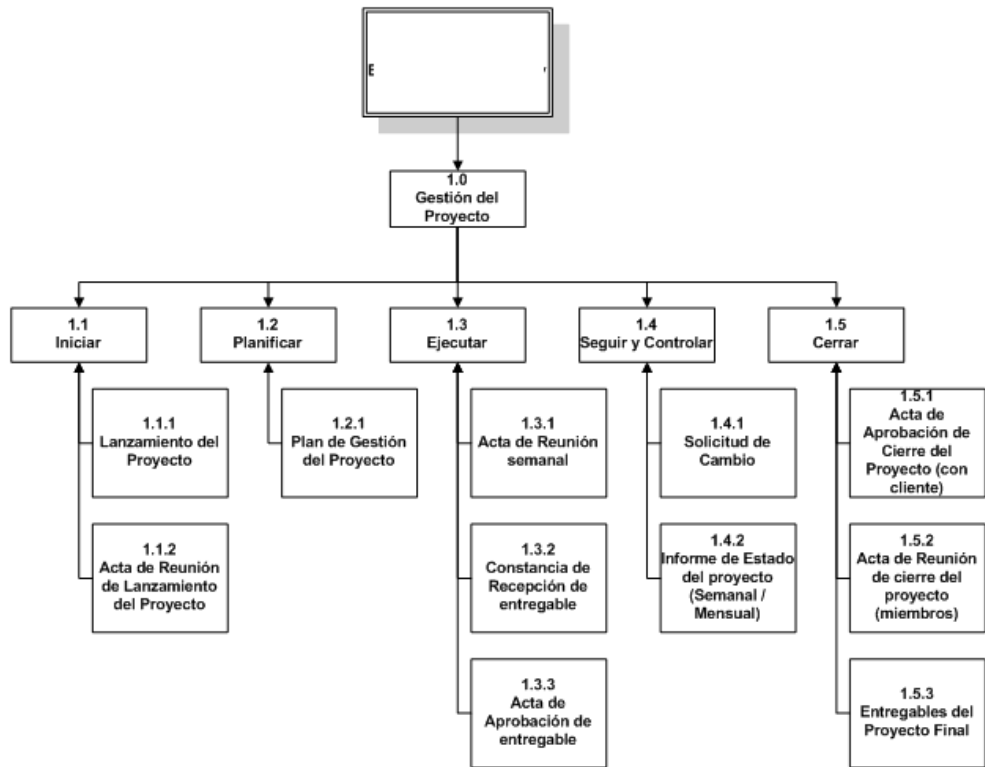 1.0
Gestión del
Proyecto
1.1
Iniciar
1.2
Planificar
1.3
Ejecutar
1.4
Seguir y Controlar
1.5
Cerrar
1.1.1
Lanzamiento del
Proyecto
1.1.2
Acta de Reunión
de Lanzamiento
del Proyecto
1.2.1
Plan de Gestión
del Proyecto
1.3.1
Acta de Reunión
semanal
1.3.2
Constancia de
Recepción de
entregable
1.3.3
Acta de
Aprobación de
entregable
1.4.1
Solicitud de
Cambio
1.4.2
Informe de Estado
del proyecto
(Semanal /
Mensual)
1.5.1
Acta de
Aprobación de
Cierre del
Proyecto (con
cliente)
1.5.2
Acta de Reunión
de cierre del
proyecto
(miembros)
1.5.3
Entregables del
Proyecto Final